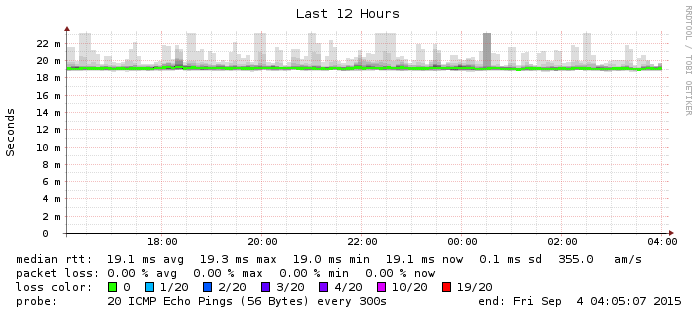 Last 12 Hours
RRDTOOL / TOBI OETIKER
Seconds
22 m
20 m
18 m
16 m
14 m
12 m
10 m
8 m
6 m
4 m
2 m
0
18:00 20:00 22:00 00:00 02:00 04:00
median rtt: 19.1 ms avg 19.3 ms max 19.0 ms min 19.1 ms now 0.1 ms sd 355.0 am/s
packet loss: 0.00 % avg 0.00 % max 0.00 % min 0.00 % now
loss color: 0 1/20 2/20 3/20 4/20 10/20 19/20
probe: 20 ICMP Echo Pings (56 Bytes) every 300s end: Fri Sep 4 04:05:07 2015